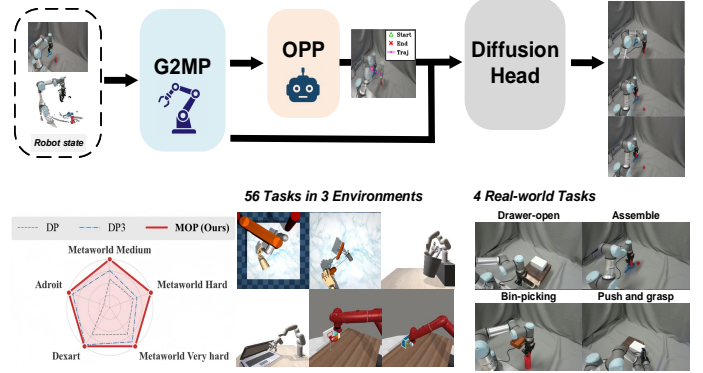 G2MP
OPP
Start
End
Traj
Diffusion
Head
Robot state
56 Tasks in 3 Environments
4 Real-world Tasks
DP
DP3
MOP (Ours)
Metaworld Medium
Adroit
Metaworld Hard
Dexart
Metaworld Very hard
Drawer-open
Assemble
Bin-picking
Push and grasp